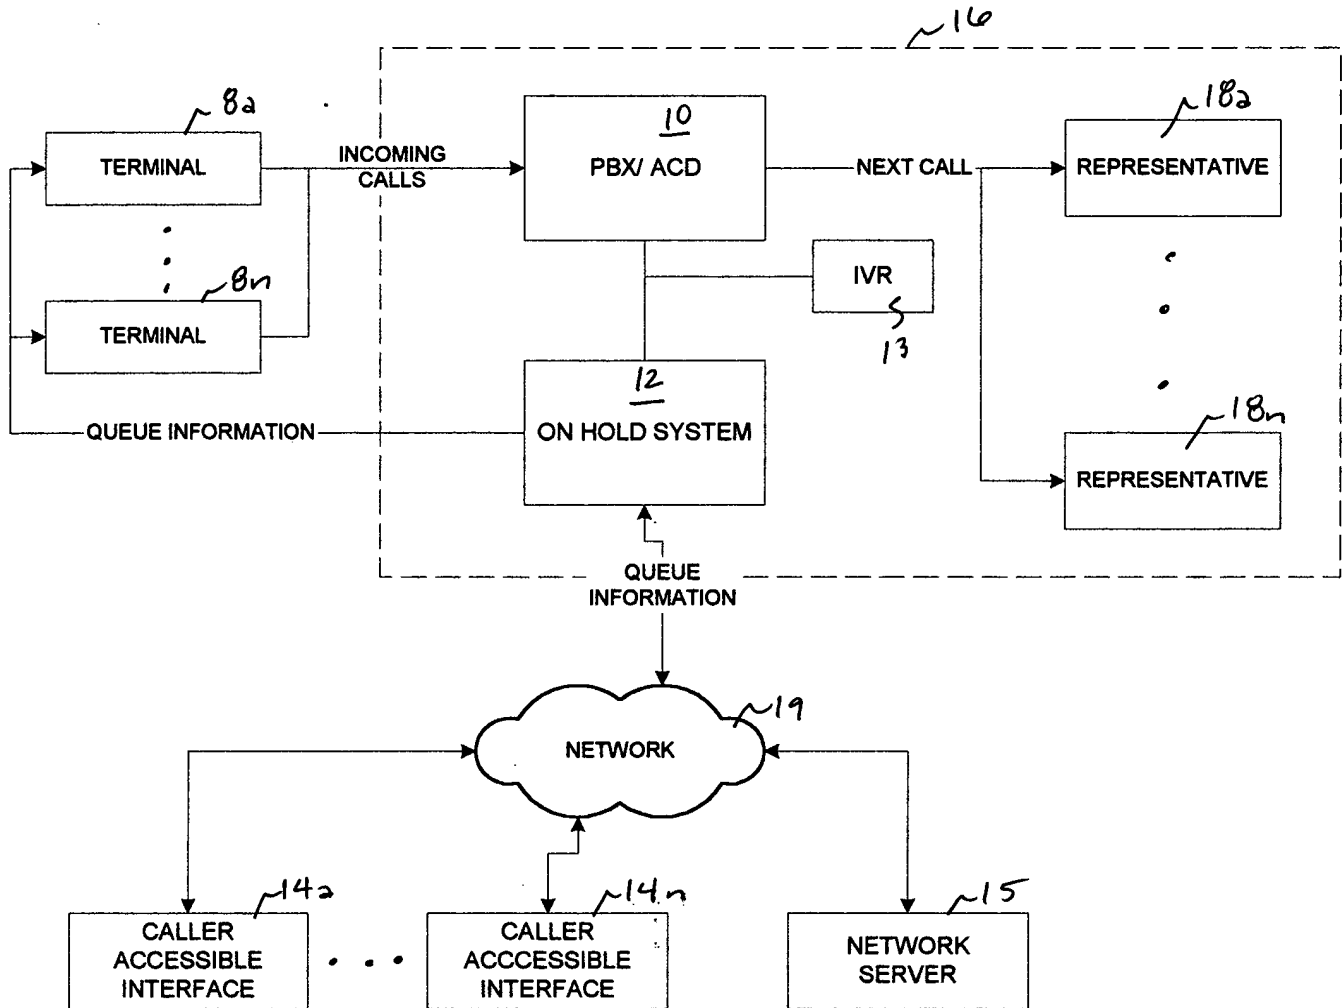 16
8a
TERMINAL
INCOMING
CALLS
10
PBX/ ACD
NEXT CALL
18a
REPRESENTATIVE
8n
TERMINAL
IVR
13
QUEUE INFORMATION
12
ON HOLD SYSTEM
18n
REPRESENTATIVE
QUEUE
INFORMATION
19
NETWORK
14a
CALLER
ACCESSIBLE
INTERFACE
14n
CALLER
ACCCESSIBLE
INTERFACE
15
NETWORK
SERVER